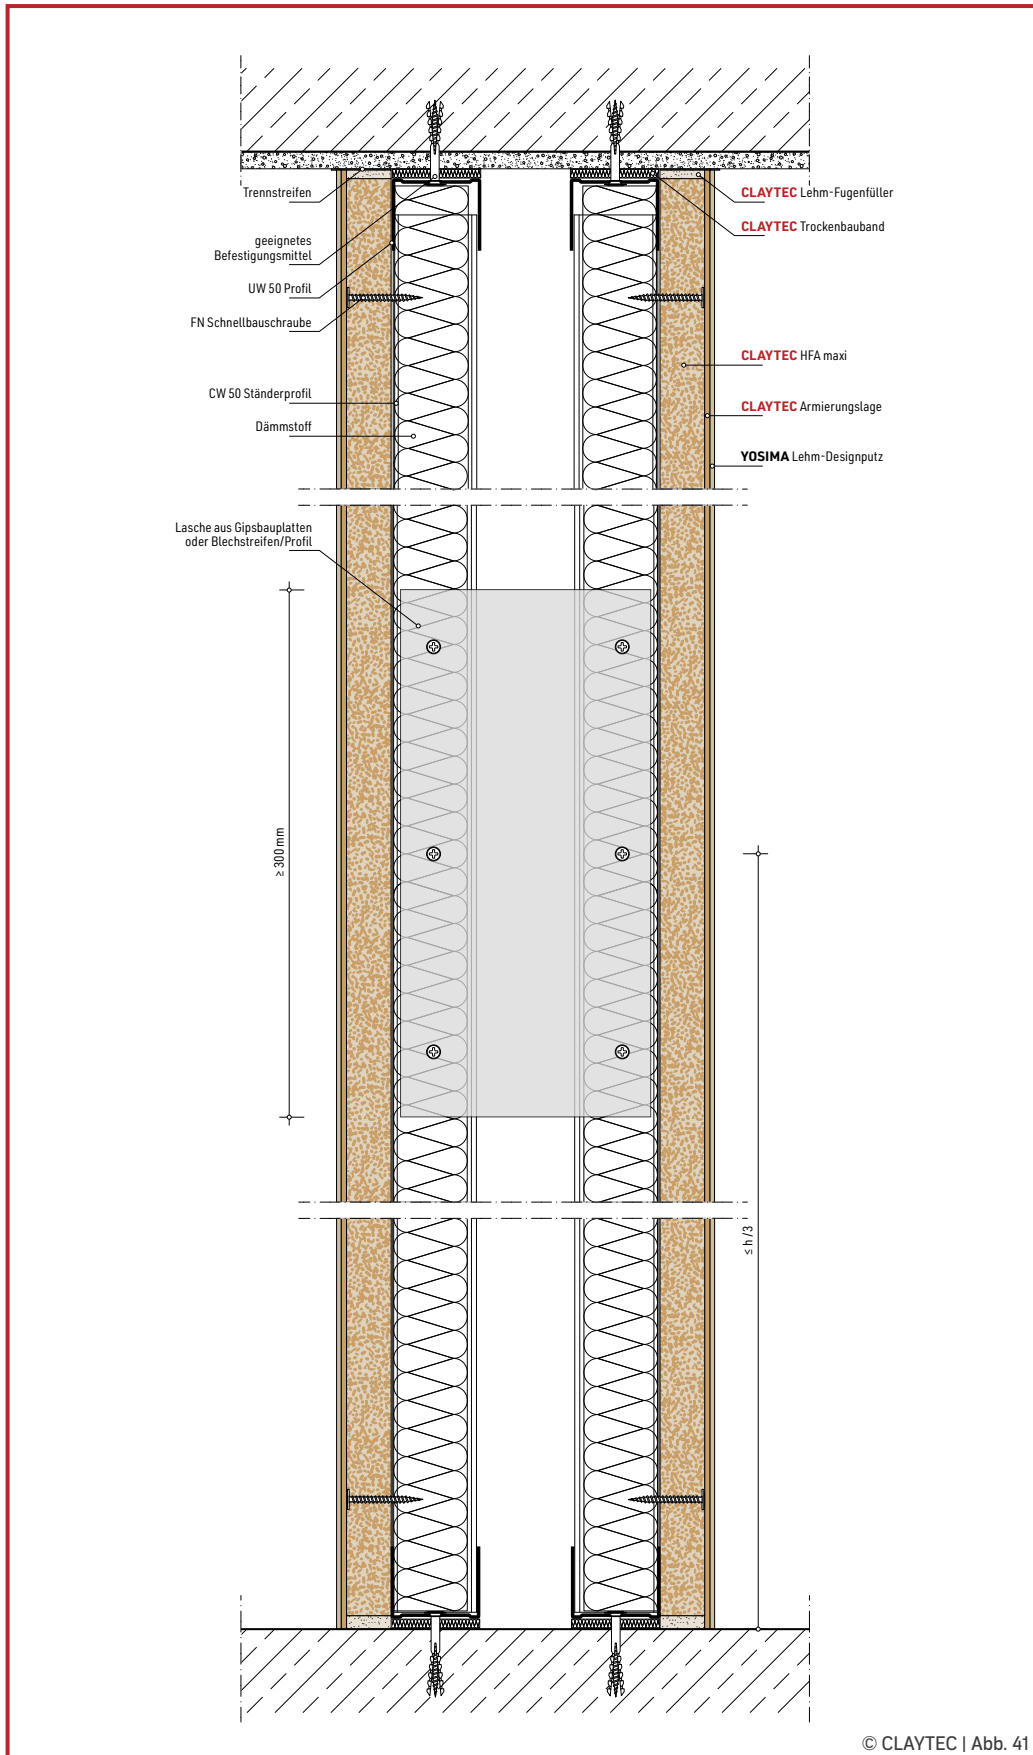 Trennstreifen
geeignetes
Befestigungsmittel
UW 50 Profil
FN Schnellbauschraube
CW 50 Ständerprofil
Dämmstoff
Lasche aus Gipsbauplatten
oder Blechstreifen/Profil
≥ 300 mm
CLAYTEC Lehm-Fugenfüller
CLAYTEC Trockenbauband
CLAYTEC HFA maxi
CLAYTEC Armierungslage
YOSIMA Lehm-Designputz
≤ h /3
© CLAYTEC | Abb. 41